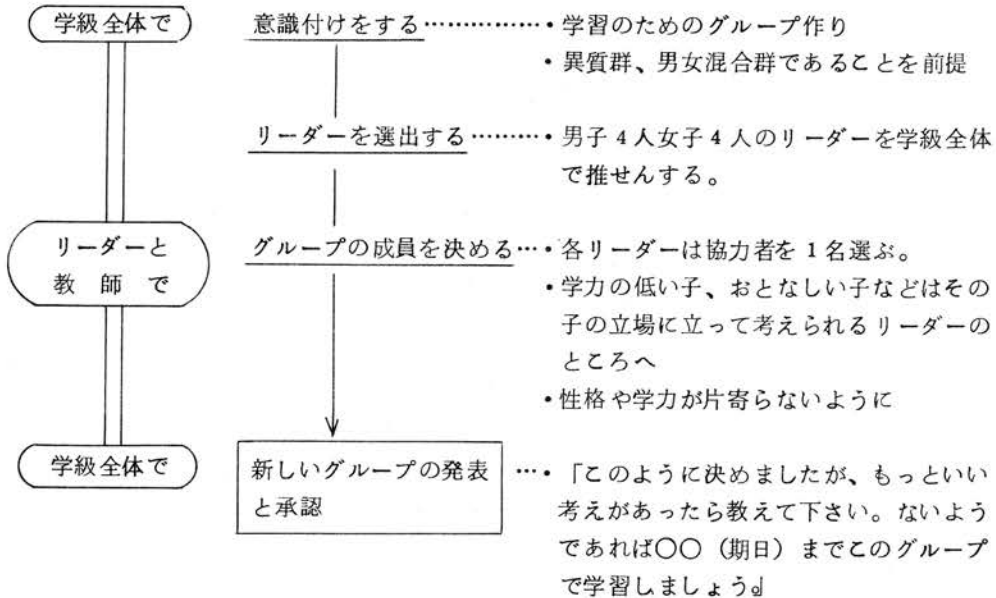 学級全体で
意識付けをする……………・学習のためのグループ作り
・異質群、男女混合群であることを前提
リーダーを選出する………・男子4人女子4人のリーダーを学級全体
で推せんする。
リーダーと
教師で
グループの成員を決める…・各リーダーは協力者を1名選ぶ。
・学力の低い子、おとなしい子などはその
子の立場に立って考えられるリーダーの
ところへ
・性格や学力が片寄らないように
学級全体で
新しいグループの発表
と承認
…・「このように決めましたが、もっといい
考えがあったら教えて下さい。ないよう
であれば〇〇（期日）までこのグループ
で学習しましょう。」